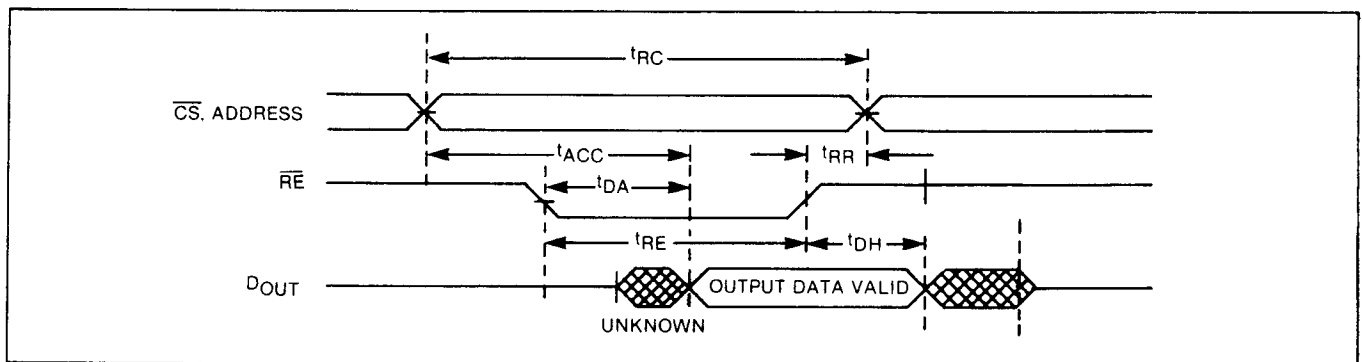 tRC
CS, ADDRESS
tACC
tRR
RE
tDA
tRE
tDH
DOUT
OUTPUT DATA VALID
UNKNOWN